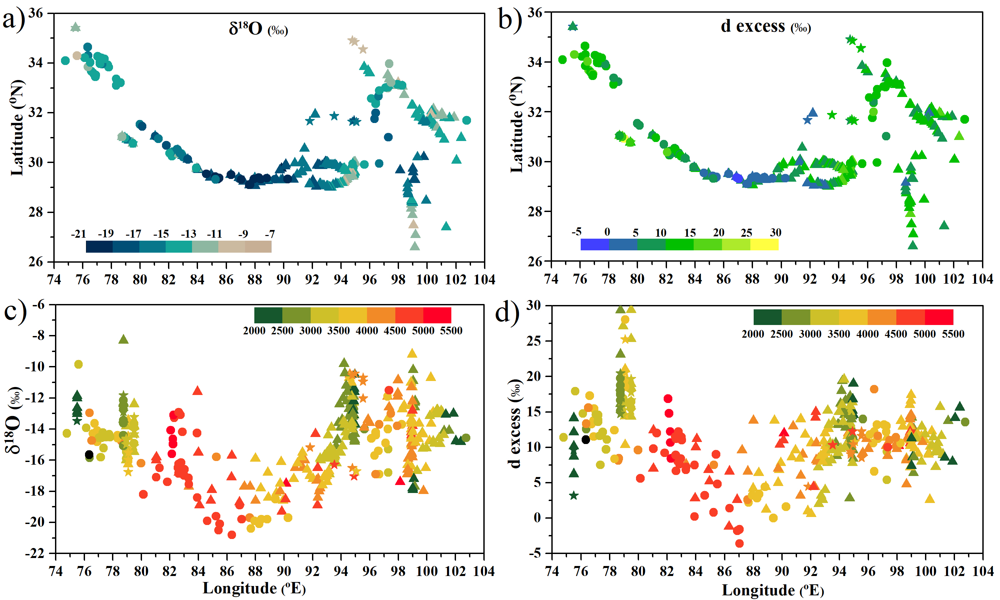 a)
δ18O (‰)
Latitude (oN)
36
34
32
30
28
26
-21 -19 -17 -15 -13 -11 -9 -7
74 76 78 80 82 84 86 88 90 92 94 96 98 100 102 104
b)
d excess (‰)
Latitude (oN)
36
34
32
30
28
26
-5 0 5 10 15 20 25 30
74 76 78 80 82 84 86 88 90 92 94 96 98 100 102 104
c)
δ18O (‰)
-6
-8
-10
-12
-14
-16
-18
-20
-22
2000 2500 3000 3500 4000 4500 5000 5500
74 76 78 80 82 84 86 88 90 92 94 96 98 100 102 104
Longitude (oE)
d)
d excess (‰)
30
25
20
15
10
5
0
-5
2000 2500 3000 3500 4000 4500 5000 5500
74 76 78 80 82 84 86 88 90 92 94 96 98 100 102 104
Longitude (oE)